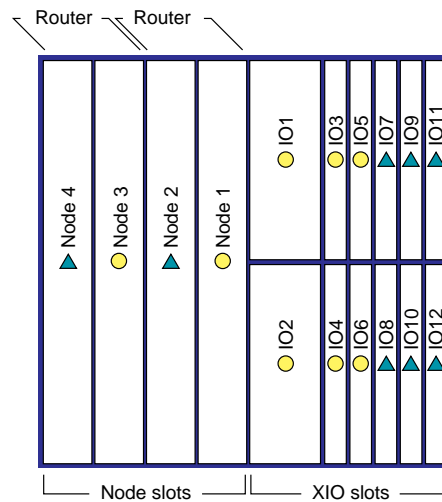 Router Router
Node 4
Node 3
Node 2
Node 1
IO1
IO3
IO5
IO7
IO9
IO11
IO2
IO4
IO6
IO8
IO10
IO12
Node slots XIO slots